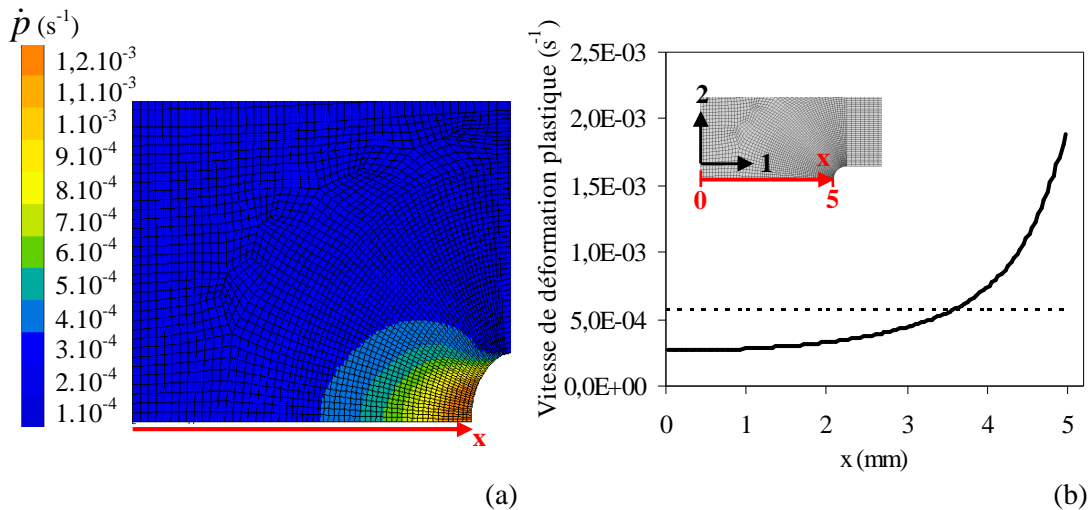 ṗ (s⁻¹)
1,2.10⁻³
1,1.10⁻³
1.10⁻³
9.10⁻⁴
8.10⁻⁴
7.10⁻⁴
6.10⁻⁴
5.10⁻⁴
4.10⁻⁴
3.10⁻⁴
2.10⁻⁴
1.10⁻⁴
x
(a)
Vitesse de déformation plastique (s⁻¹)
2,5E-03
2,0E-03
1,5E-03
1,0E-03
5,0E-04
0,0E+00
2
1
x
0
5
0
1
2
3
4
5
x (mm)
(b)